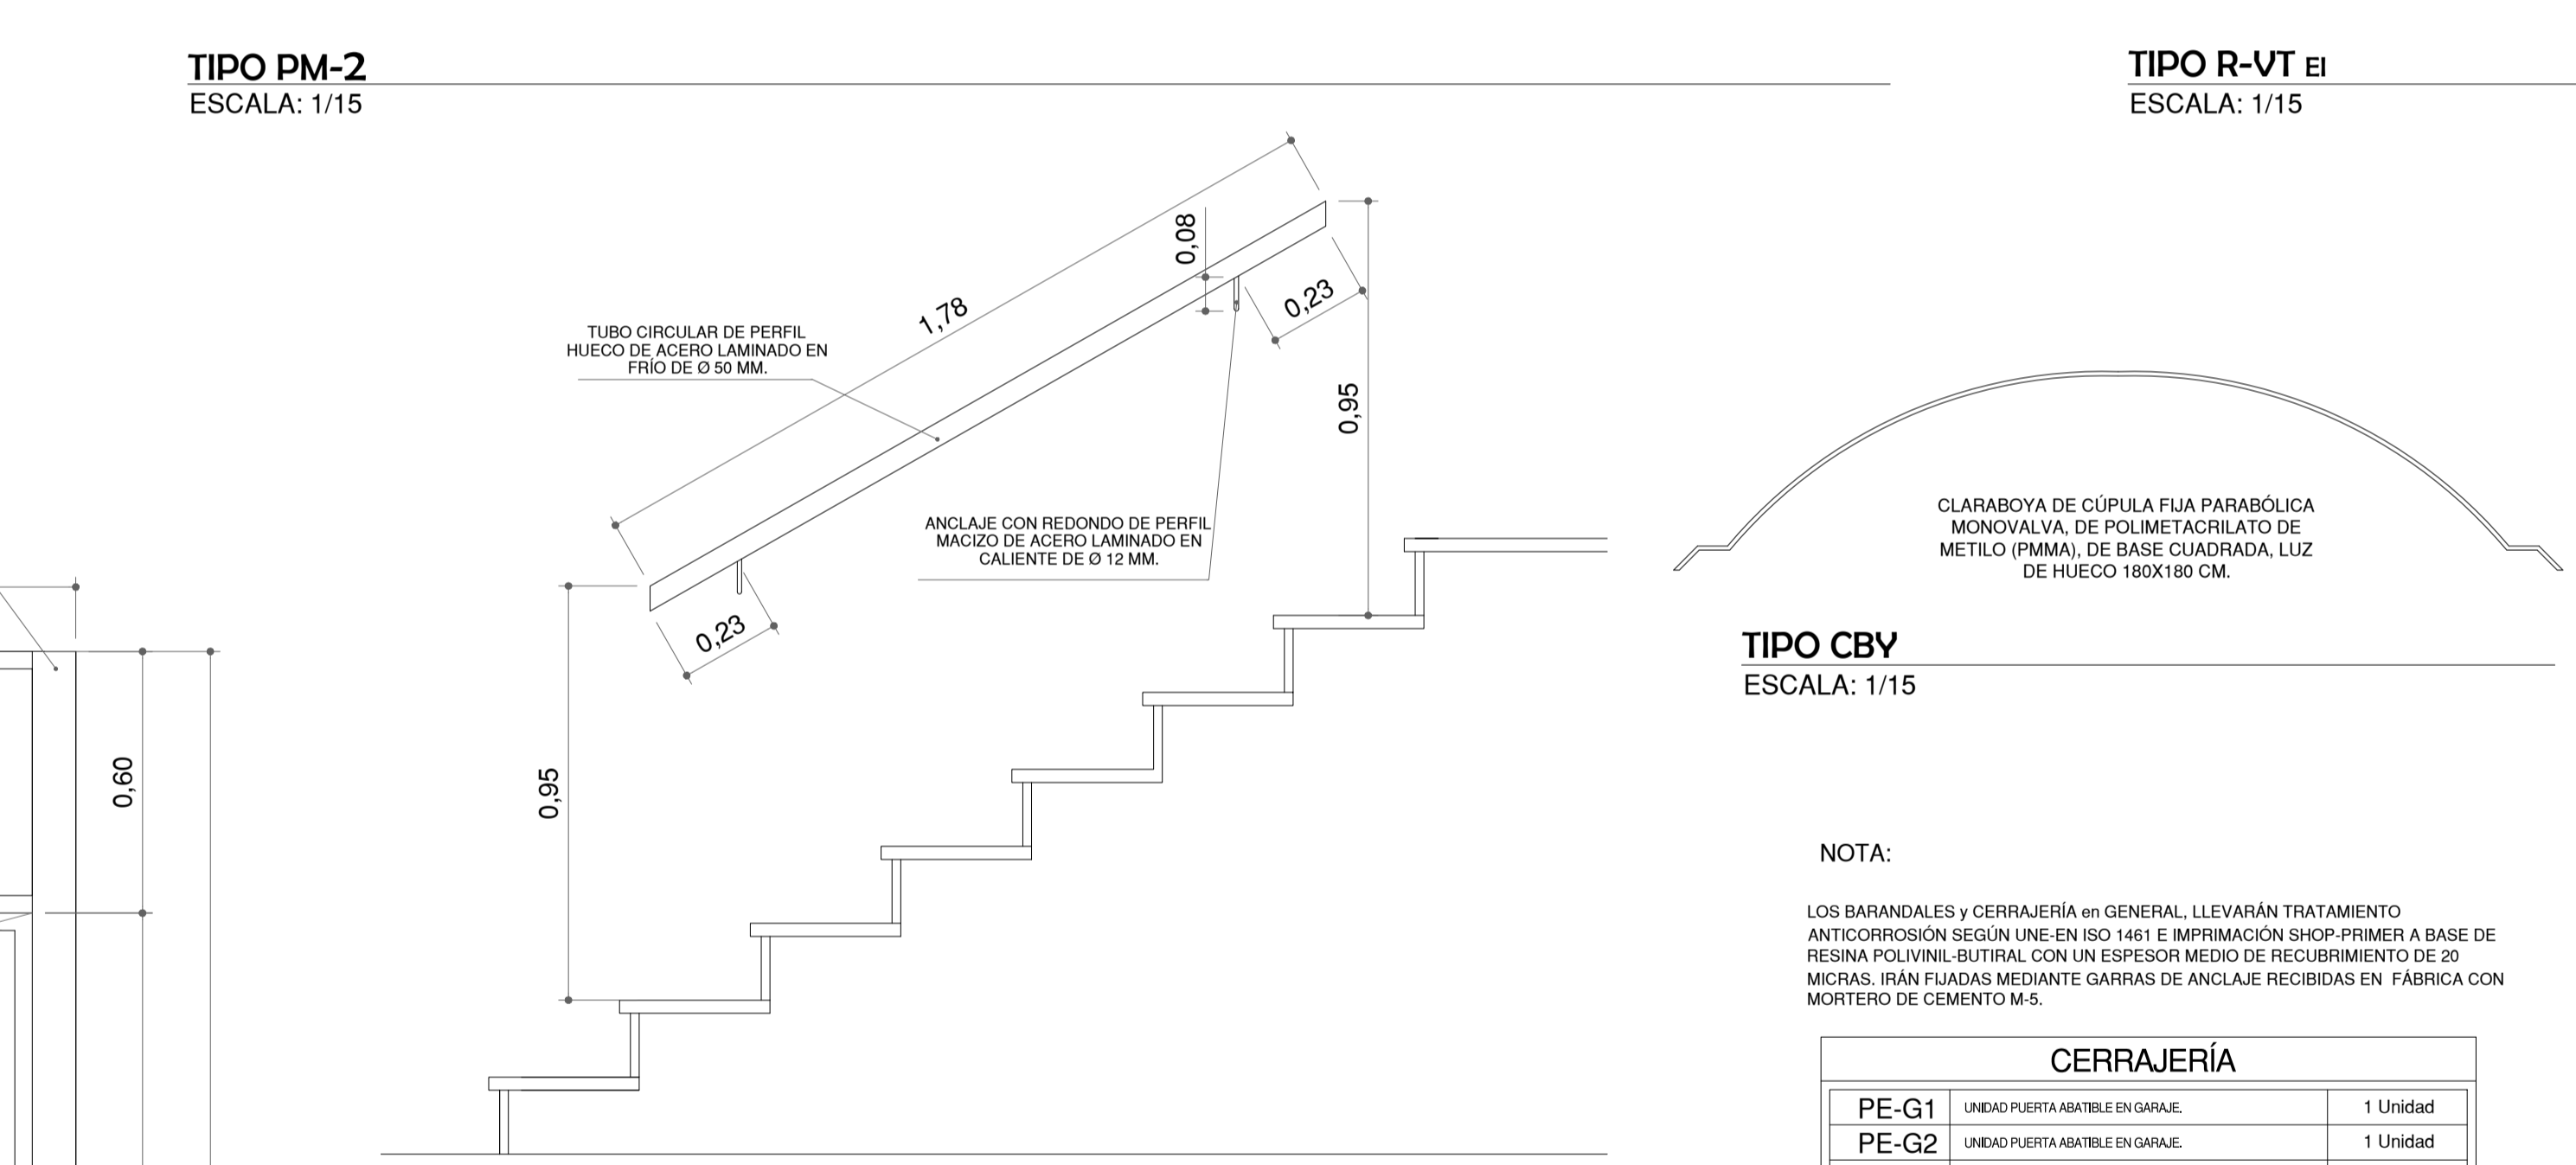 TIPO PM-2
ESCALA: 1/15
TIPO R-VT EI
ESCALA: 1/15
0,08
1,78
0,23
TUBO CIRCULAR DE PERFIL
HUECO DE ACERO LAMINADO EN
FRÍO DE Ø 50 MM.
0,95
ANCLAJE CON REDONDO DE PERFIL
MACIZO DE ACERO LAMINADO EN
CALIENTE DE Ø 12 MM.
0,23
0,95
0,60
CLARABOYA DE CÚPULA FIJA PARABÓLICA
MONOVALVA, DE POLIMETACRILATO DE
METILO (PMMA), DE BASE CUADRADA, LUZ
DE HUECO 180X180 CM.
TIPO CBY
ESCALA: 1/15
NOTA:
LOS BARANDALES y CERRAJERÍA en GENERAL, LLEVARÁN TRATAMIENTO
ANTICORROSIÓN SEGÚN UNE-EN ISO 1461 E IMPRIMACIÓN SHOP-PRIMER A BASE DE
RESINA POLIVINIL-BUTIRAL CON UN ESPESOR MEDIO DE RECUBRIMIENTO DE 20
MICRAS. IRÁN FIJADAS MEDIANTE GARRAS DE ANCLAJE RECIBIDAS EN FÁBRICA CON
MORTERO DE CEMENTO M-5.
CERRAJERÍA
PE-G1 UNIDAD PUERTA ABATIBLE EN GARAJE. 1 Unidad
PE-G2 UNIDAD PUERTA ABATIBLE EN GARAJE. 1 Unidad